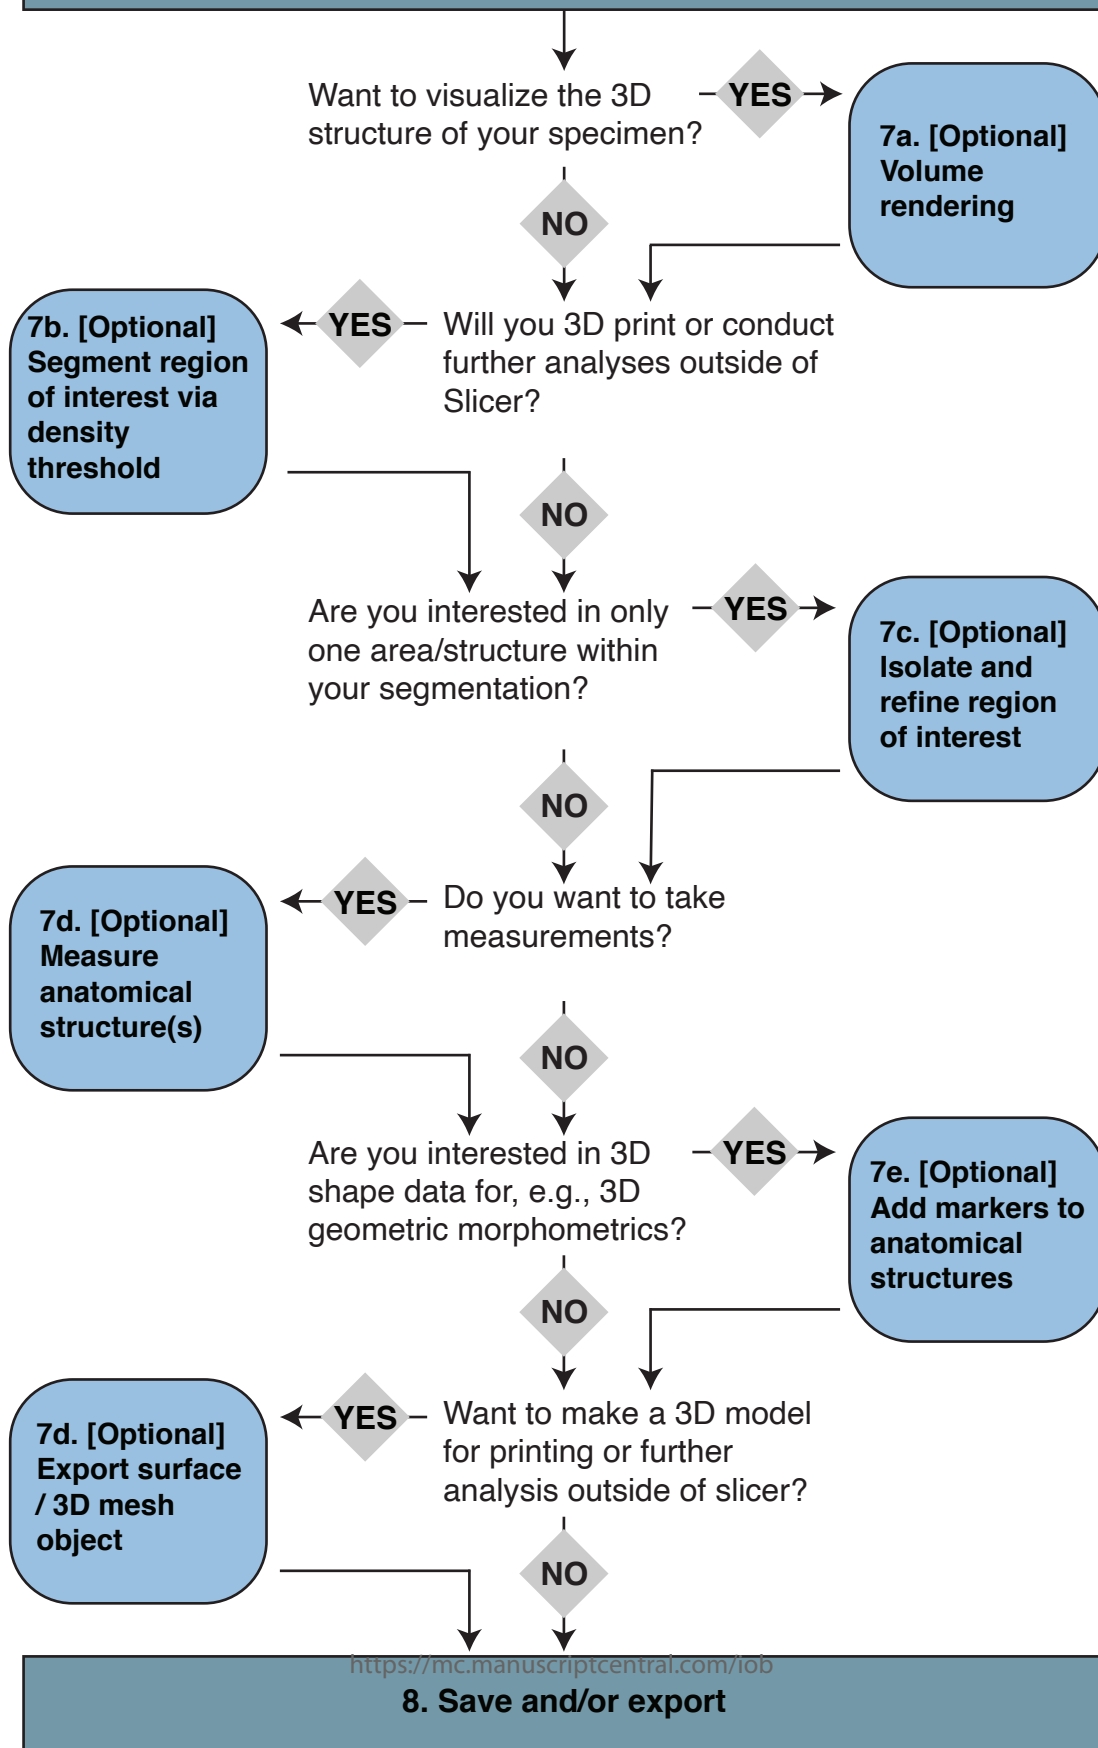 Want to visualize the 3D
structure of your specimen?
YES
7a. [Optional]
Volume
rendering
NO
Will you 3D print or conduct
further analyses outside of
Slicer?
YES
7b. [Optional]
Segment region
of interest via
density
threshold
NO
Are you interested in only
one area/structure within
your segmentation?
YES
7c. [Optional]
Isolate and
refine region
of interest
NO
Do you want to take
measurements?
YES
7d. [Optional]
Measure
anatomical
structure(s)
NO
Are you interested in 3D
shape data for, e.g., 3D
geometric morphometrics?
YES
7e. [Optional]
Add markers to
anatomical
structures
NO
Want to make a 3D model
for printing or further
analysis outside of slicer?
YES
7d. [Optional]
Export surface
/ 3D mesh
object
NO
https://mc.manuscriptcentral.com/iob
8. Save and/or export